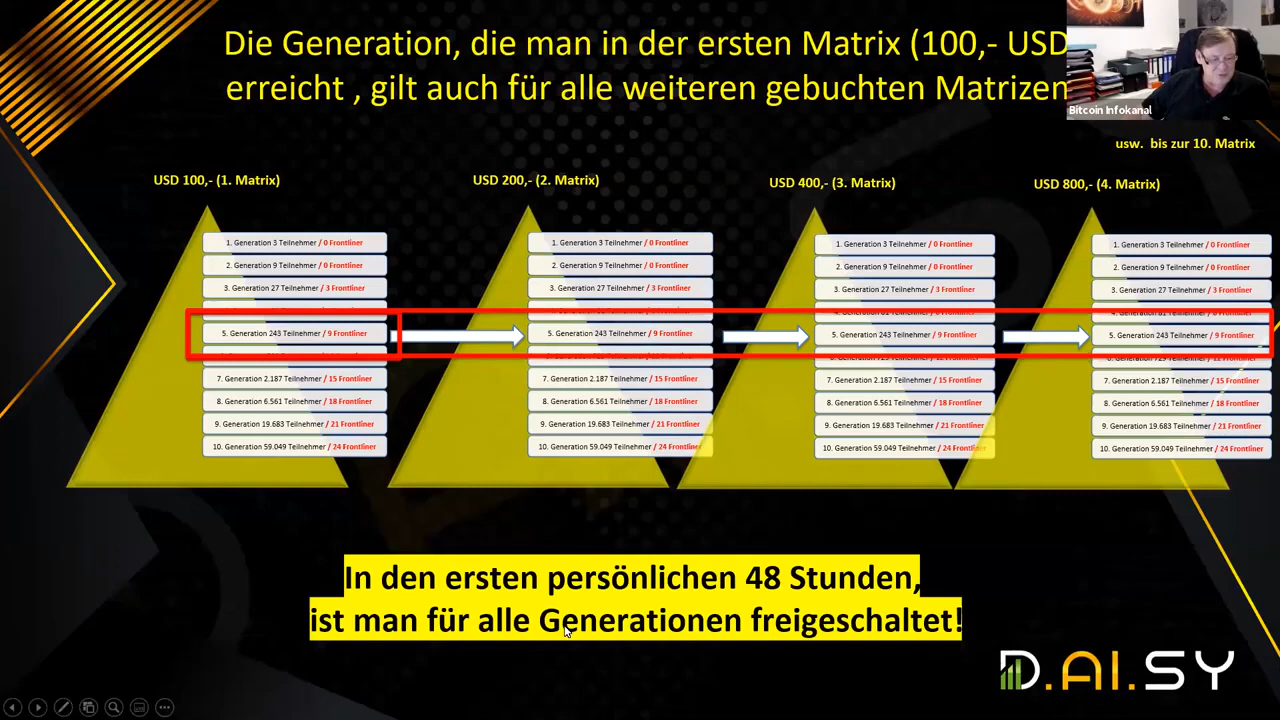 Die Generation, die man in der ersten Matrix (100,- USD
erreicht , gilt auch für alle weiteren gebuchten Matrizen
Bitcoin Infokanal
usw. bis zur 10. Matrix
USD 100,- (1. Matrix)
1. Generation 3 Teilnehmer / 0 Frontliner
2. Generation 9 Teilnehmer / 0 Frontliner
3. Generation 27 Teilnehmer / 3 Frontliner
5. Generation 243 Teilnehmer / 9 Frontliner
7. Generation 2.187 Teilnehmer / 15 Frontliner
8. Generation 6.561 Teilnehmer / 18 Frontliner
9. Generation 19.683 Teilnehmer / 21 Frontliner
10. Generation 59.049 Teilnehmer / 24 Frontliner
USD 200,- (2. Matrix)
1. Generation 3 Teilnehmer / 0 Frontliner
2. Generation 9 Teilnehmer / 0 Frontliner
3. Generation 27 Teilnehmer / 3 Frontliner
5. Generation 243 Teilnehmer / 9 Frontliner
7. Generation 2.187 Teilnehmer / 15 Frontliner
8. Generation 6.561 Teilnehmer / 18 Frontliner
9. Generation 19.683 Teilnehmer / 21 Frontliner
10. Generation 59.049 Teilnehmer / 24 Frontliner
USD 400,- (3. Matrix)
1. Generation 3 Teilnehmer / 0 Frontliner
2. Generation 9 Teilnehmer / 0 Frontliner
3. Generation 27 Teilnehmer / 3 Frontliner
5. Generation 243 Teilnehmer / 9 Frontliner
7. Generation 2.187 Teilnehmer / 15 Frontliner
8. Generation 6.561 Teilnehmer / 18 Frontliner
9. Generation 19.683 Teilnehmer / 21 Frontliner
10. Generation 59.049 Teilnehmer / 24 Frontliner
USD 800,- (4. Matrix)
1. Generation 3 Teilnehmer / 0 Frontliner
2. Generation 9 Teilnehmer / 0 Frontliner
3. Generation 27 Teilnehmer / 3 Frontliner
5. Generation 243 Teilnehmer / 9 Frontliner
7. Generation 2.187 Teilnehmer / 15 Frontliner
8. Generation 6.561 Teilnehmer / 18 Frontliner
9. Generation 19.683 Teilnehmer / 21 Frontliner
10. Generation 59.049 Teilnehmer / 24 Frontliner
In den ersten persönlichen 48 Stunden,
ist man für alle Generationen freigeschaltet!
D.AI.SY